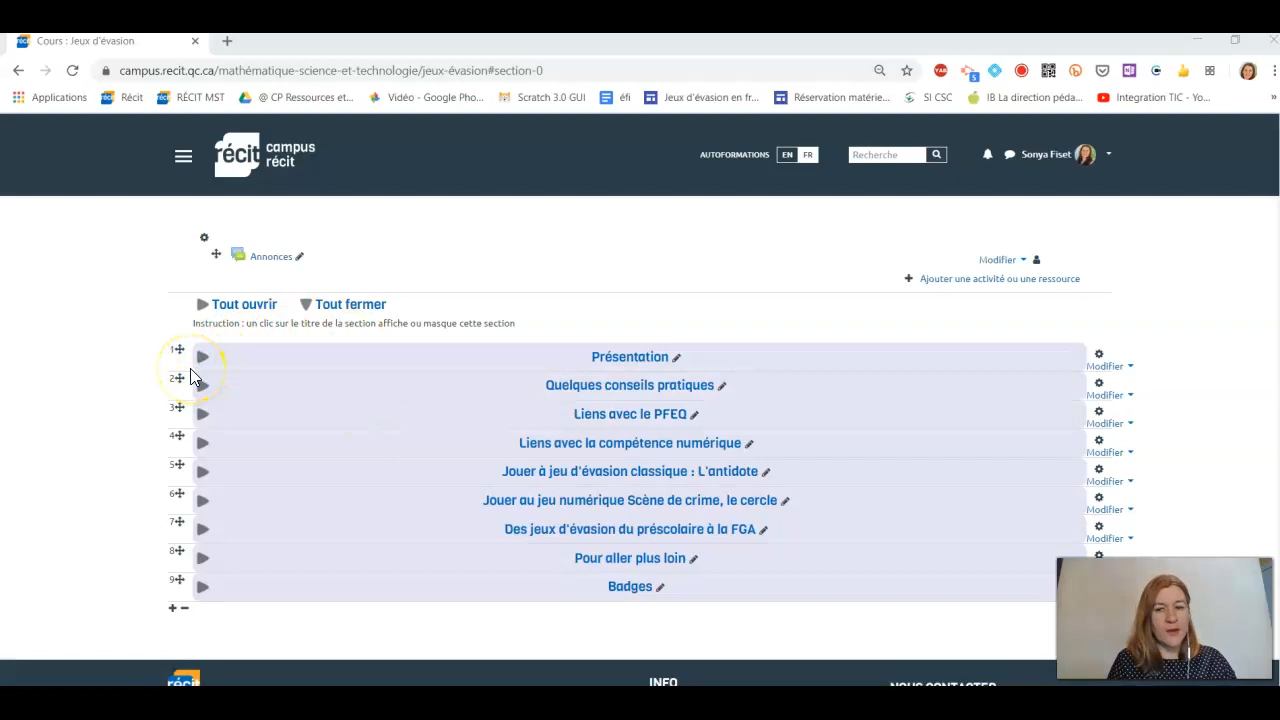 Cours : Jeux d'évasion
campus.recit.qc.ca/mathématique-science-et-technologie/jeux-évasion#section-0
Applications
Récit
RÉCIT MST
@ CP Ressources et...
Vidéo - Google Pho...
Scratch 3.0 GUI
éfi
Jeux d'évasion en fr...
Réservation matérie...
SI CSC
IB La direction péda...
Integration TIC - Yo...
récit
campus
récit
AUTOFORMATIONS
EN
FR
Recherche
Sonya Fiset
Annonces
Modifier
Ajouter une activité ou une ressource
Tout ouvrir
Tout fermer
Instruction : un clic sur le titre de la section affiche ou masque cette section
1
Présentation
Modifier
2
Quelques conseils pratiques
Modifier
3
Liens avec le PFEQ
Modifier
4
Liens avec la compétence numérique
Modifier
5
Jouer à jeu d'évasion classique : L'antidote
Modifier
6
Jouer au jeu numérique Scène de crime, le cercle
Modifier
7
Des jeux d'évasion du préscolaire à la FGA
Modifier
8
Pour aller plus loin
9
Badges
récit
INFO
NOUS CONTACTER